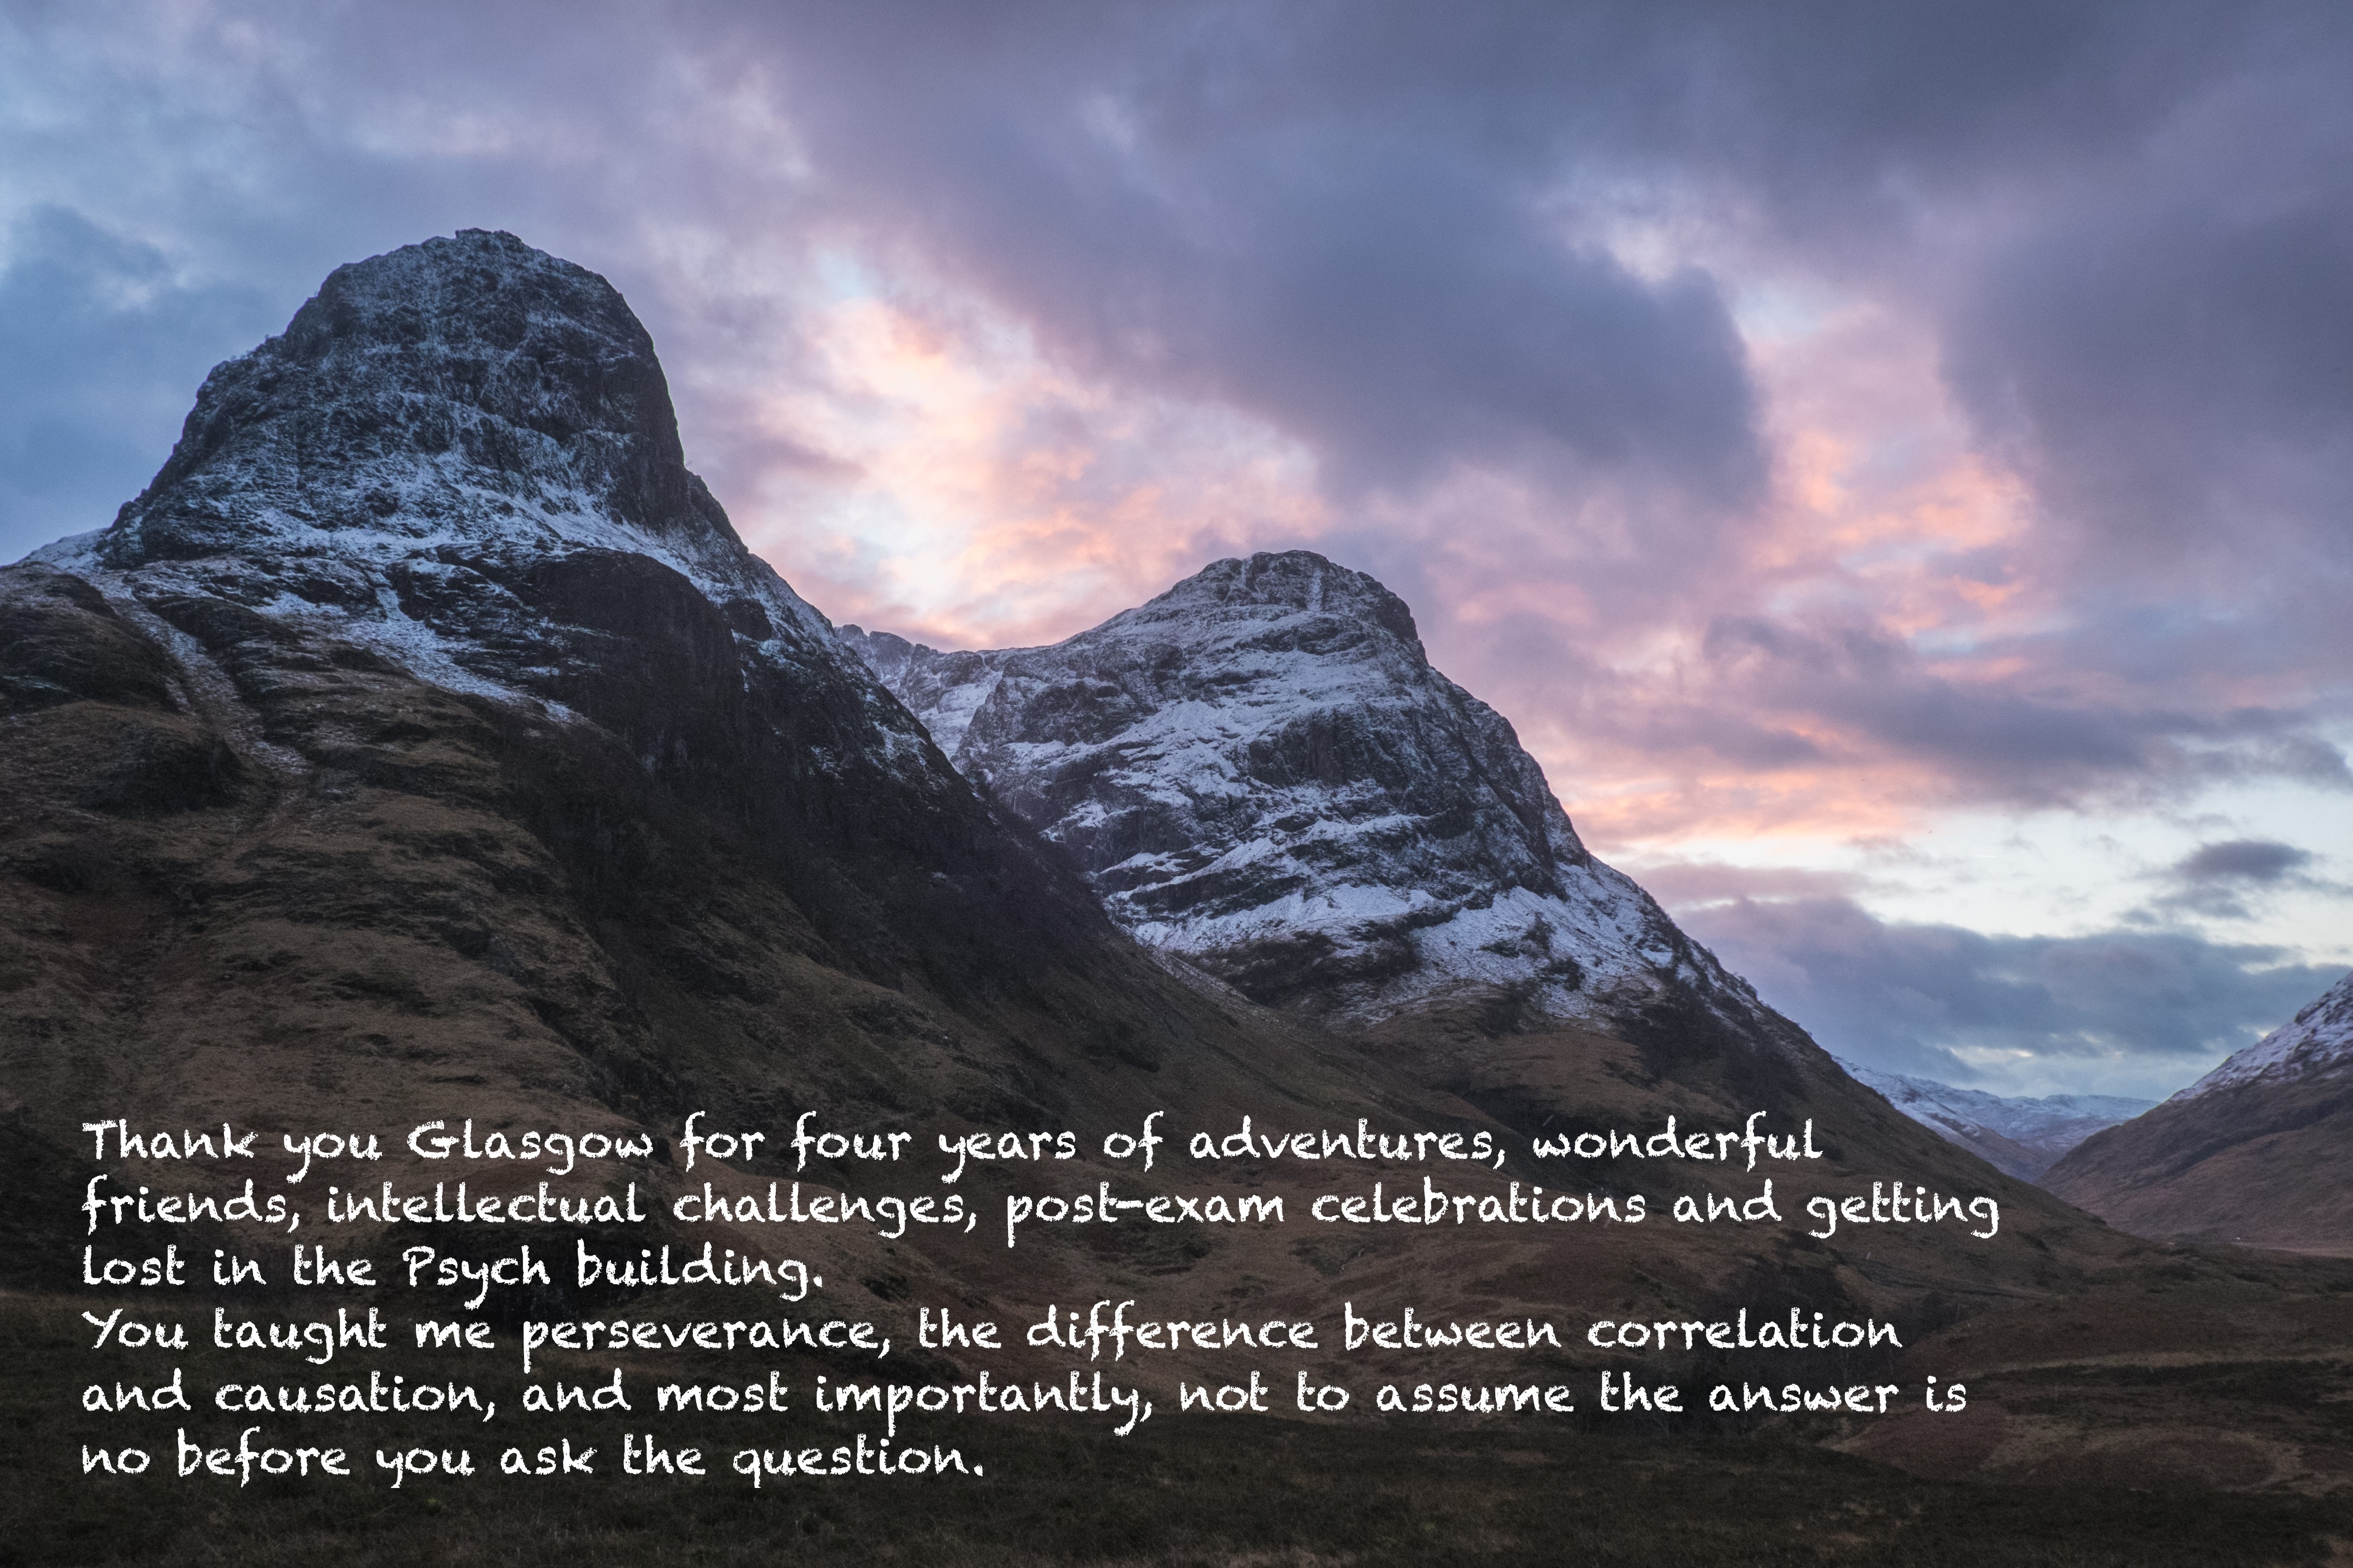 Thank you Glasgow for four years of adventures, wonderful
friends, intellectual challenges, post-exam celebrations and getting
lost in the Psych building.
You taught me perseverance, the difference between correlation
and causation, and most importantly, not to assume the answer is
no before you ask the question.